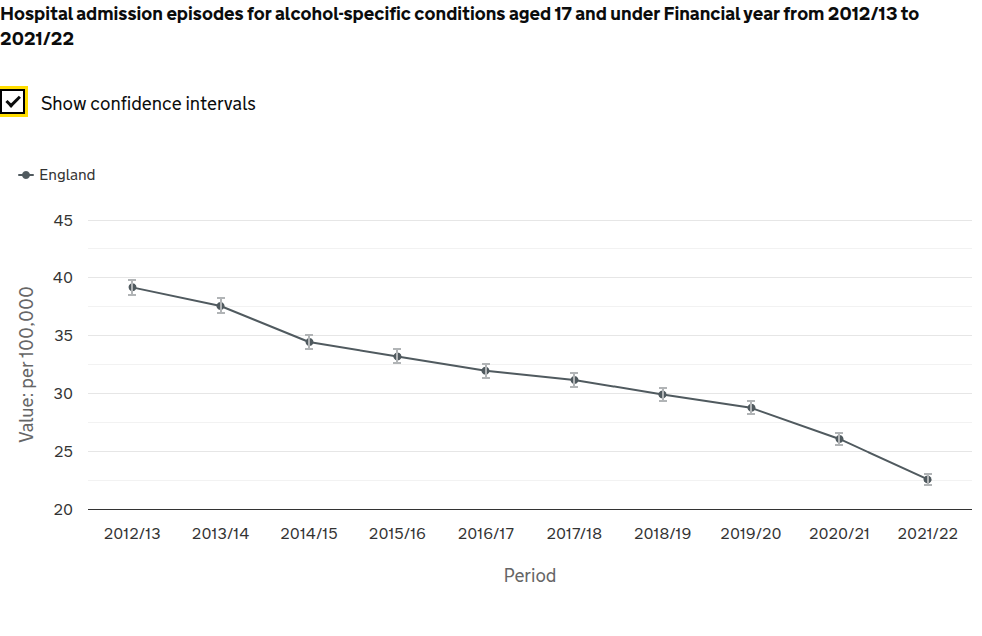 Hospital admission episodes for alcohol-specific conditions aged 17 and under Financial year from 2012/13 to
2021/22
Show confidence intervals
England
45
40
35
30
25
20
Value: per 100,000
2012/13 2013/14 2014/15 2015/16 2016/17 2017/18 2018/19 2019/20 2020/21 2021/22
Period